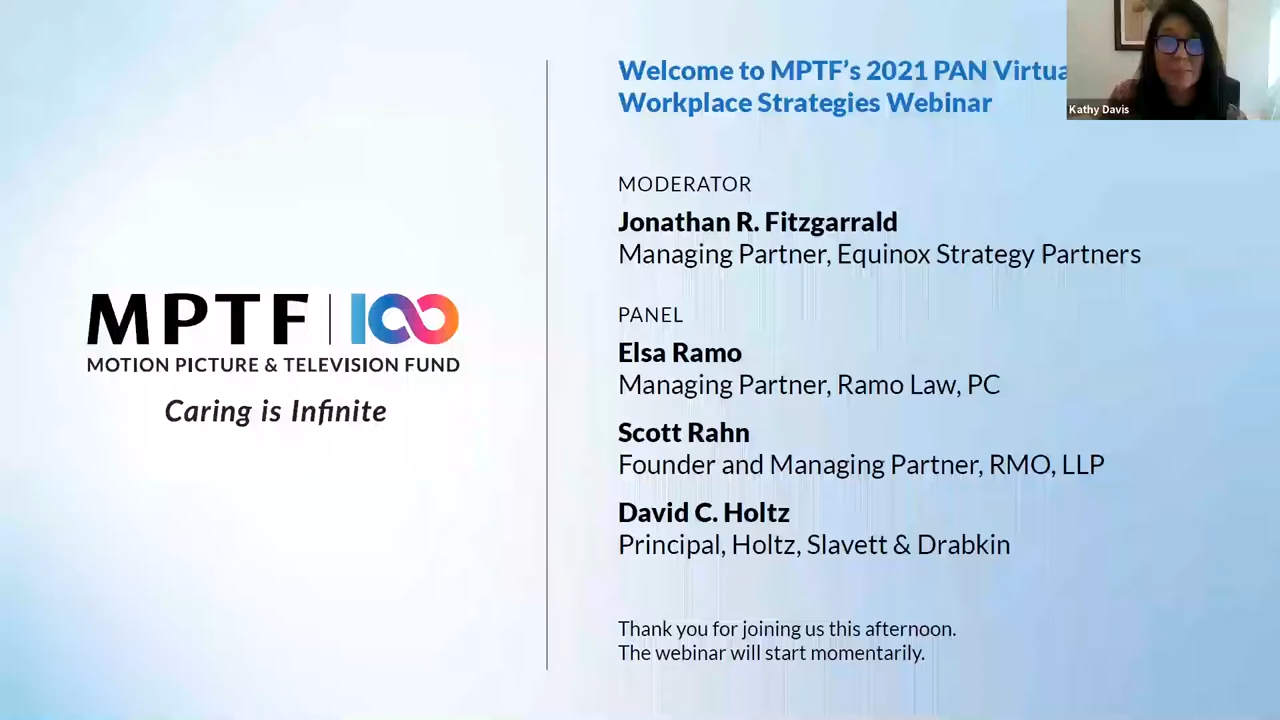 Welcome to MPTF's 2021 PAN Virtua
Workplace Strategies Webinar
Kathy Davis
MODERATOR
Jonathan R. Fitzgarrald
Managing Partner, Equinox Strategy Partners
PANEL
Elsa Ramo
Managing Partner, Ramo Law, PC
Scott Rahn
Founder and Managing Partner, RMO, LLP
David C. Holtz
Principal, Holtz, Slavett & Drabkin
Thank you for joining us this afternoon.
The webinar will start momentarily.
MPTF | 100
MOTION PICTURE & TELEVISION FUND
Caring is Infinite